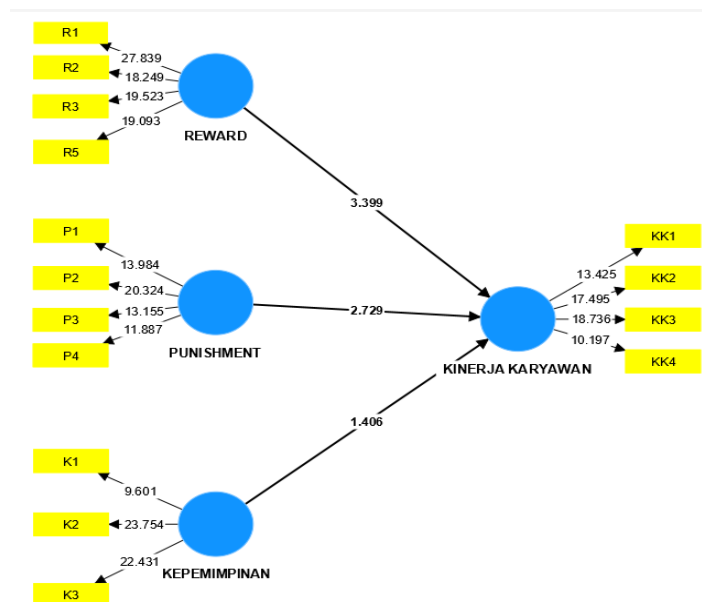 R1
27.839
R2
18.249
R3
19.523
19.093
R5
REWARD
3.399
P1
13.984
P2
20.324
P3
13.155
11.887
P4
PUNISHMENT
2.729
KK1
13.425
KK2
17.495
KK3
18.736
10.197
KK4
KINERJA KARYAWAN
1.406
K1
9.601
K2
23.754
22.431
K3
KEPEMIMPINAN